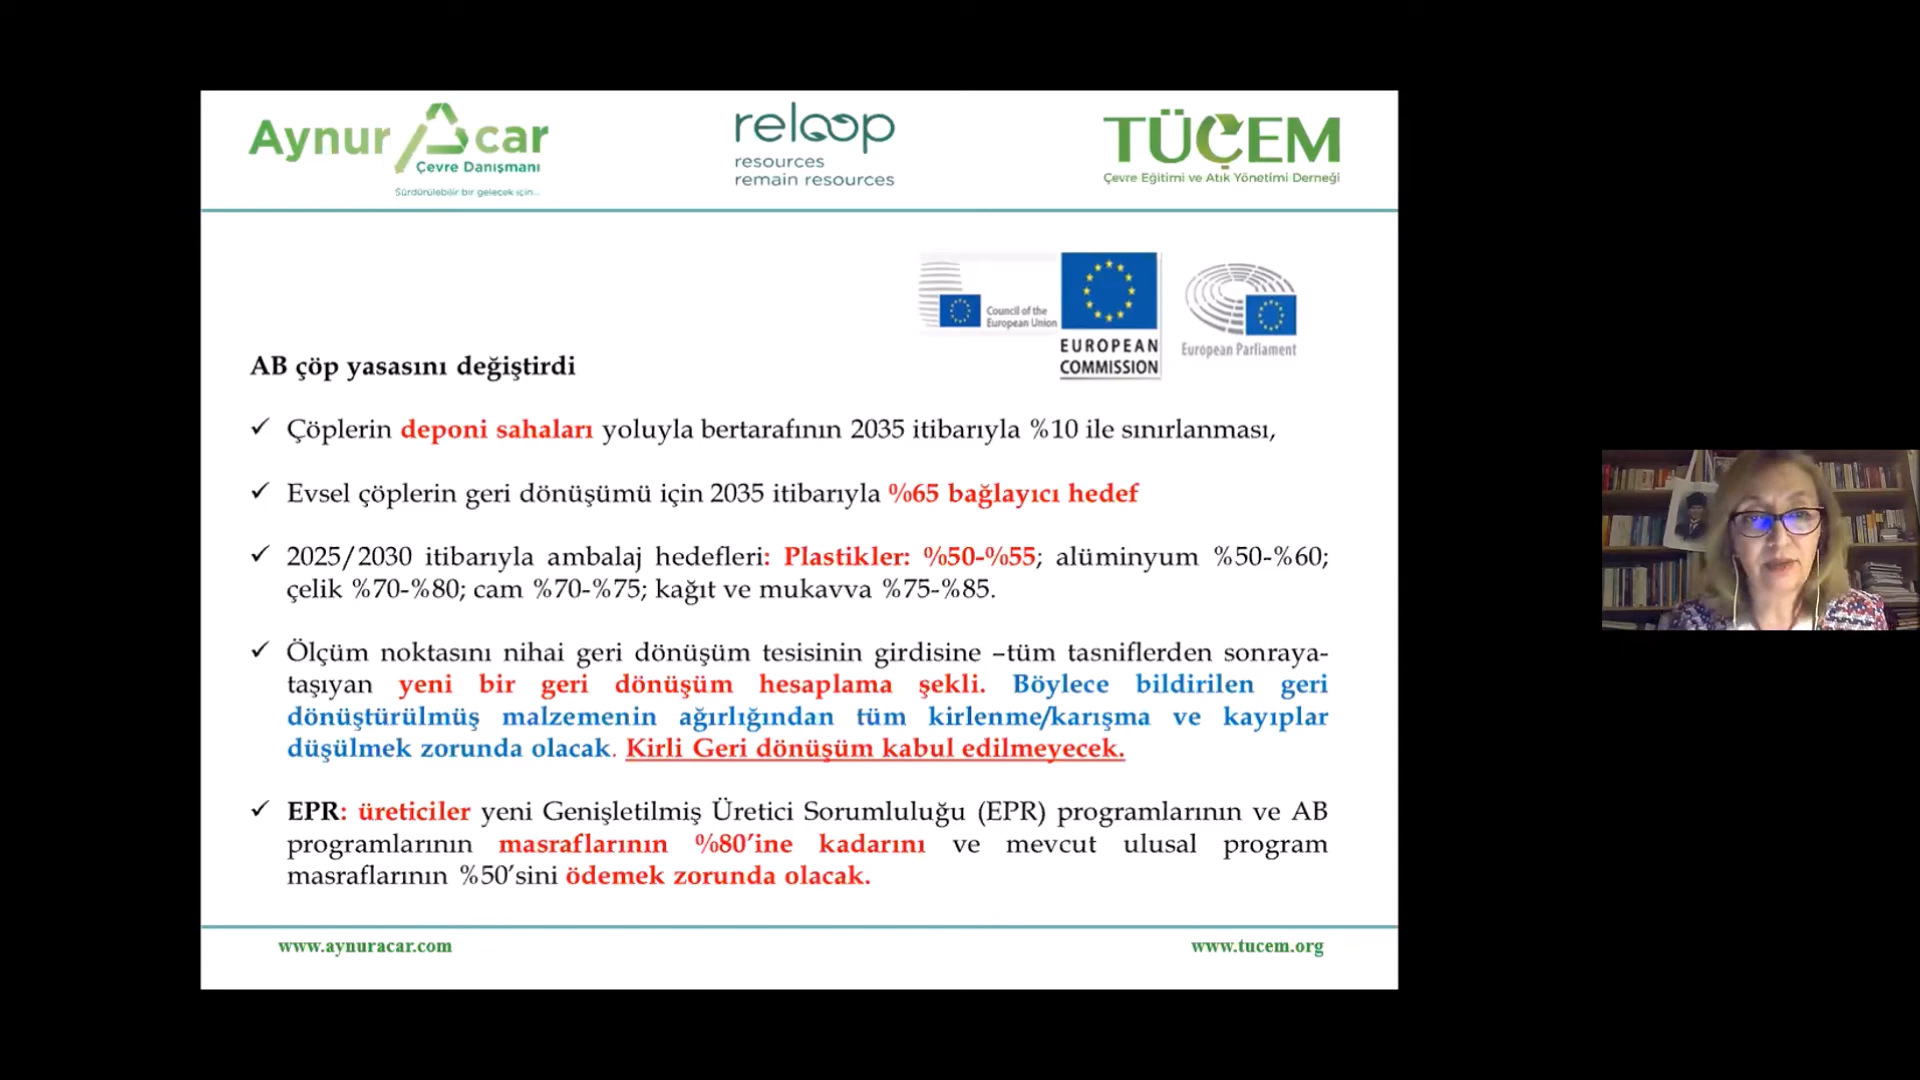 Aynur Acar
Çevre Danışmanı
Sürdürülebilir bir gelecek için...
reloop
resources
remain resources
TÜÇEM
Çevre Eğitimi ve Atık Yönetimi Derneği
Council of the
European Union
EUROPEAN
COMMISSION
European Parliament
AB çöp yasasını değiştirdi
✓ Çöplerin deponi sahaları yoluyla bertarafının 2035 itibarıyla %10 ile sınırlanması,
✓ Evsel çöplerin geri dönüşümü için 2035 itibarıyla %65 bağlayıcı hedef
✓ 2025/2030 itibarıyla ambalaj hedefleri: Plastikler: %50-%55; alüminyum %50-%60;
çelik %70-%80; cam %70-%75; kağıt ve mukavva %75-%85.
✓ Ölçüm noktasını nihai geri dönüşüm tesisinin girdisine –tüm tasniflerden sonraya-
taşıyan yeni bir geri dönüşüm hesaplama şekli. Böylece bildirilen geri
dönüştürülmüş malzemenin ağırlığından tüm kirlenme/karışma ve kayıplar
düşülmek zorunda olacak. Kirli Geri dönüşüm kabul edilmeyecek.
✓ EPR: üreticiler yeni Genişletilmiş Üretici Sorumluluğu (EPR) programlarının ve AB
programlarının masraflarının %80’ine kadarını ve mevcut ulusal program
masraflarının %50’sini ödemek zorunda olacak.
www.aynuracar.com
www.tucem.org